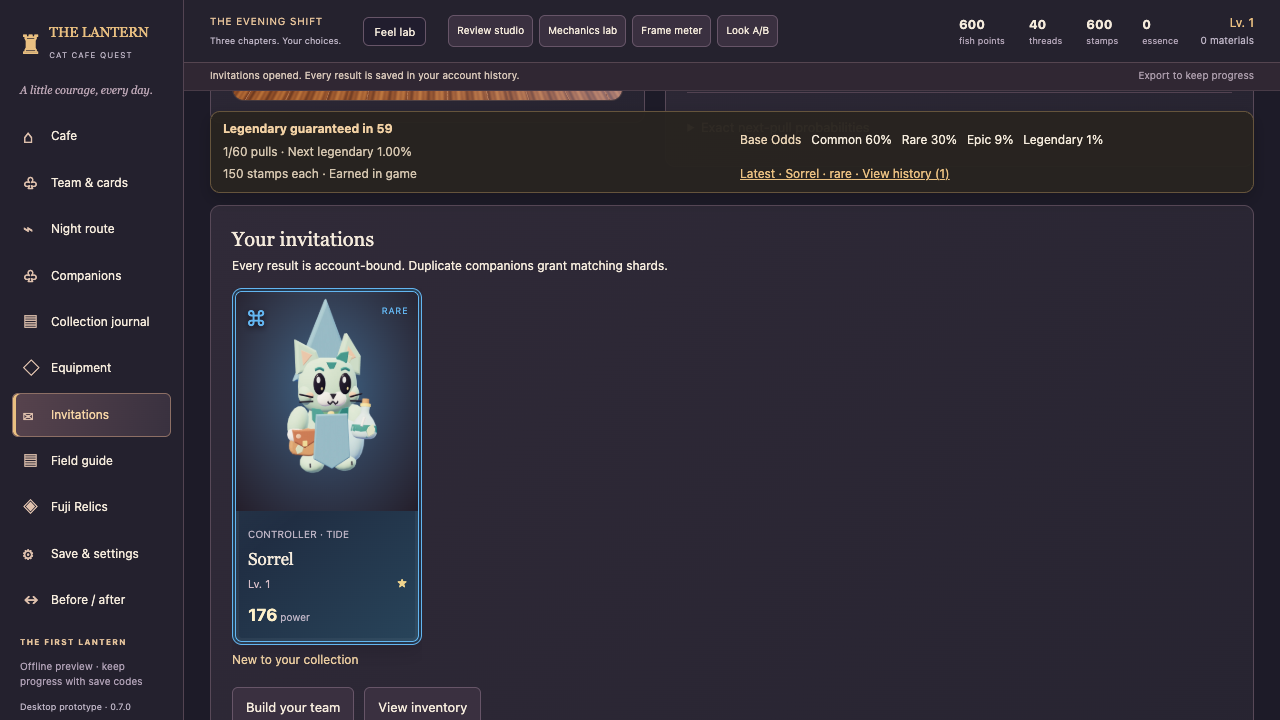 THE LANTERN
CAT CAFE QUEST
A little courage, every day.
Cafe
Team & cards
Night route
Companions
Collection journal
Equipment
Invitations
Field guide
Fuji Relics
Save & settings
Before / after
THE FIRST LANTERN
Offline preview · keep
progress with save codes
Desktop prototype · 0.7.0
THE EVENING SHIFT
Three chapters. Your choices.
Feel lab
Review studio
Mechanics lab
Frame meter
Look A/B
600
fish points
40
threads
600
stamps
0
essence
Lv. 1
0 materials
Invitations opened. Every result is saved in your account history.
Export to keep progress
Legendary guaranteed in 59
1/60 pulls · Next legendary 1.00%
150 stamps each · Earned in game
Base Odds Common 60% Rare 30% Epic 9% Legendary 1%
Latest · Sorrel · rare · View history (1)
Your invitations
Every result is account-bound. Duplicate companions grant matching shards.
RARE
CONTROLLER · TIDE
Sorrel
Lv. 1
176 power
New to your collection
Build your team
View inventory